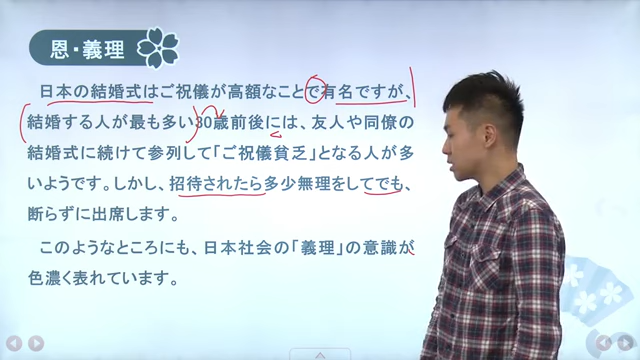 恩・義理
日本の結婚式はご祝儀が高額なことで有名ですが、
結婚する人が最も多い30歳前後には、友人や同僚の
結婚式に続けて参列して「ご祝儀貧乏」となる人が多
いようです。しかし、招待されたら多少無理をしてでも、
断らずに出席します。
このようなところにも、日本社会の「義理」の意識が
色濃く表れています。